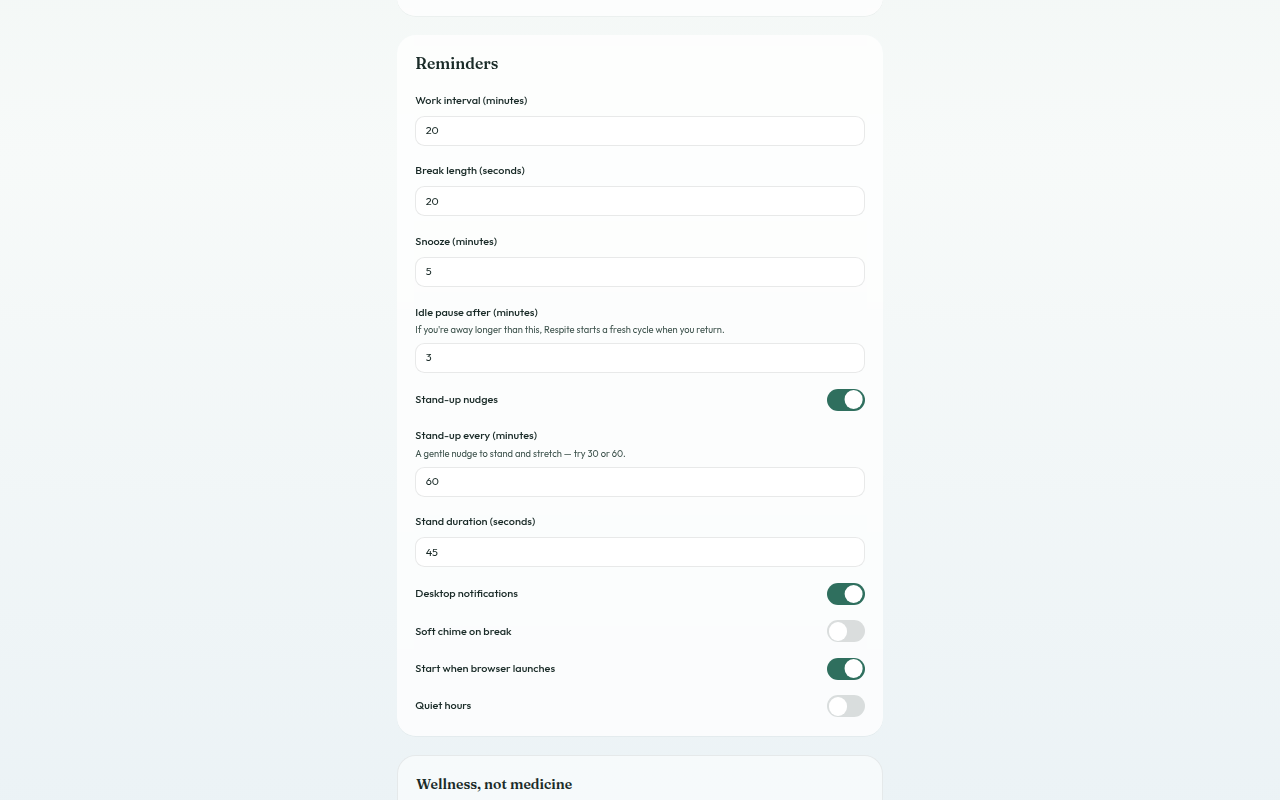 Reminders
Work interval (minutes)
20
Break length (seconds)
20
Snooze (minutes)
5
Idle pause after (minutes)
If you're away longer than this, Respite starts a fresh cycle when you return.
3
Stand-up nudges
Stand-up every (minutes)
A gentle nudge to stand and stretch — try 30 or 60.
60
Stand duration (seconds)
45
Desktop notifications
Soft chime on break
Start when browser launches
Quiet hours
Wellness, not medicine